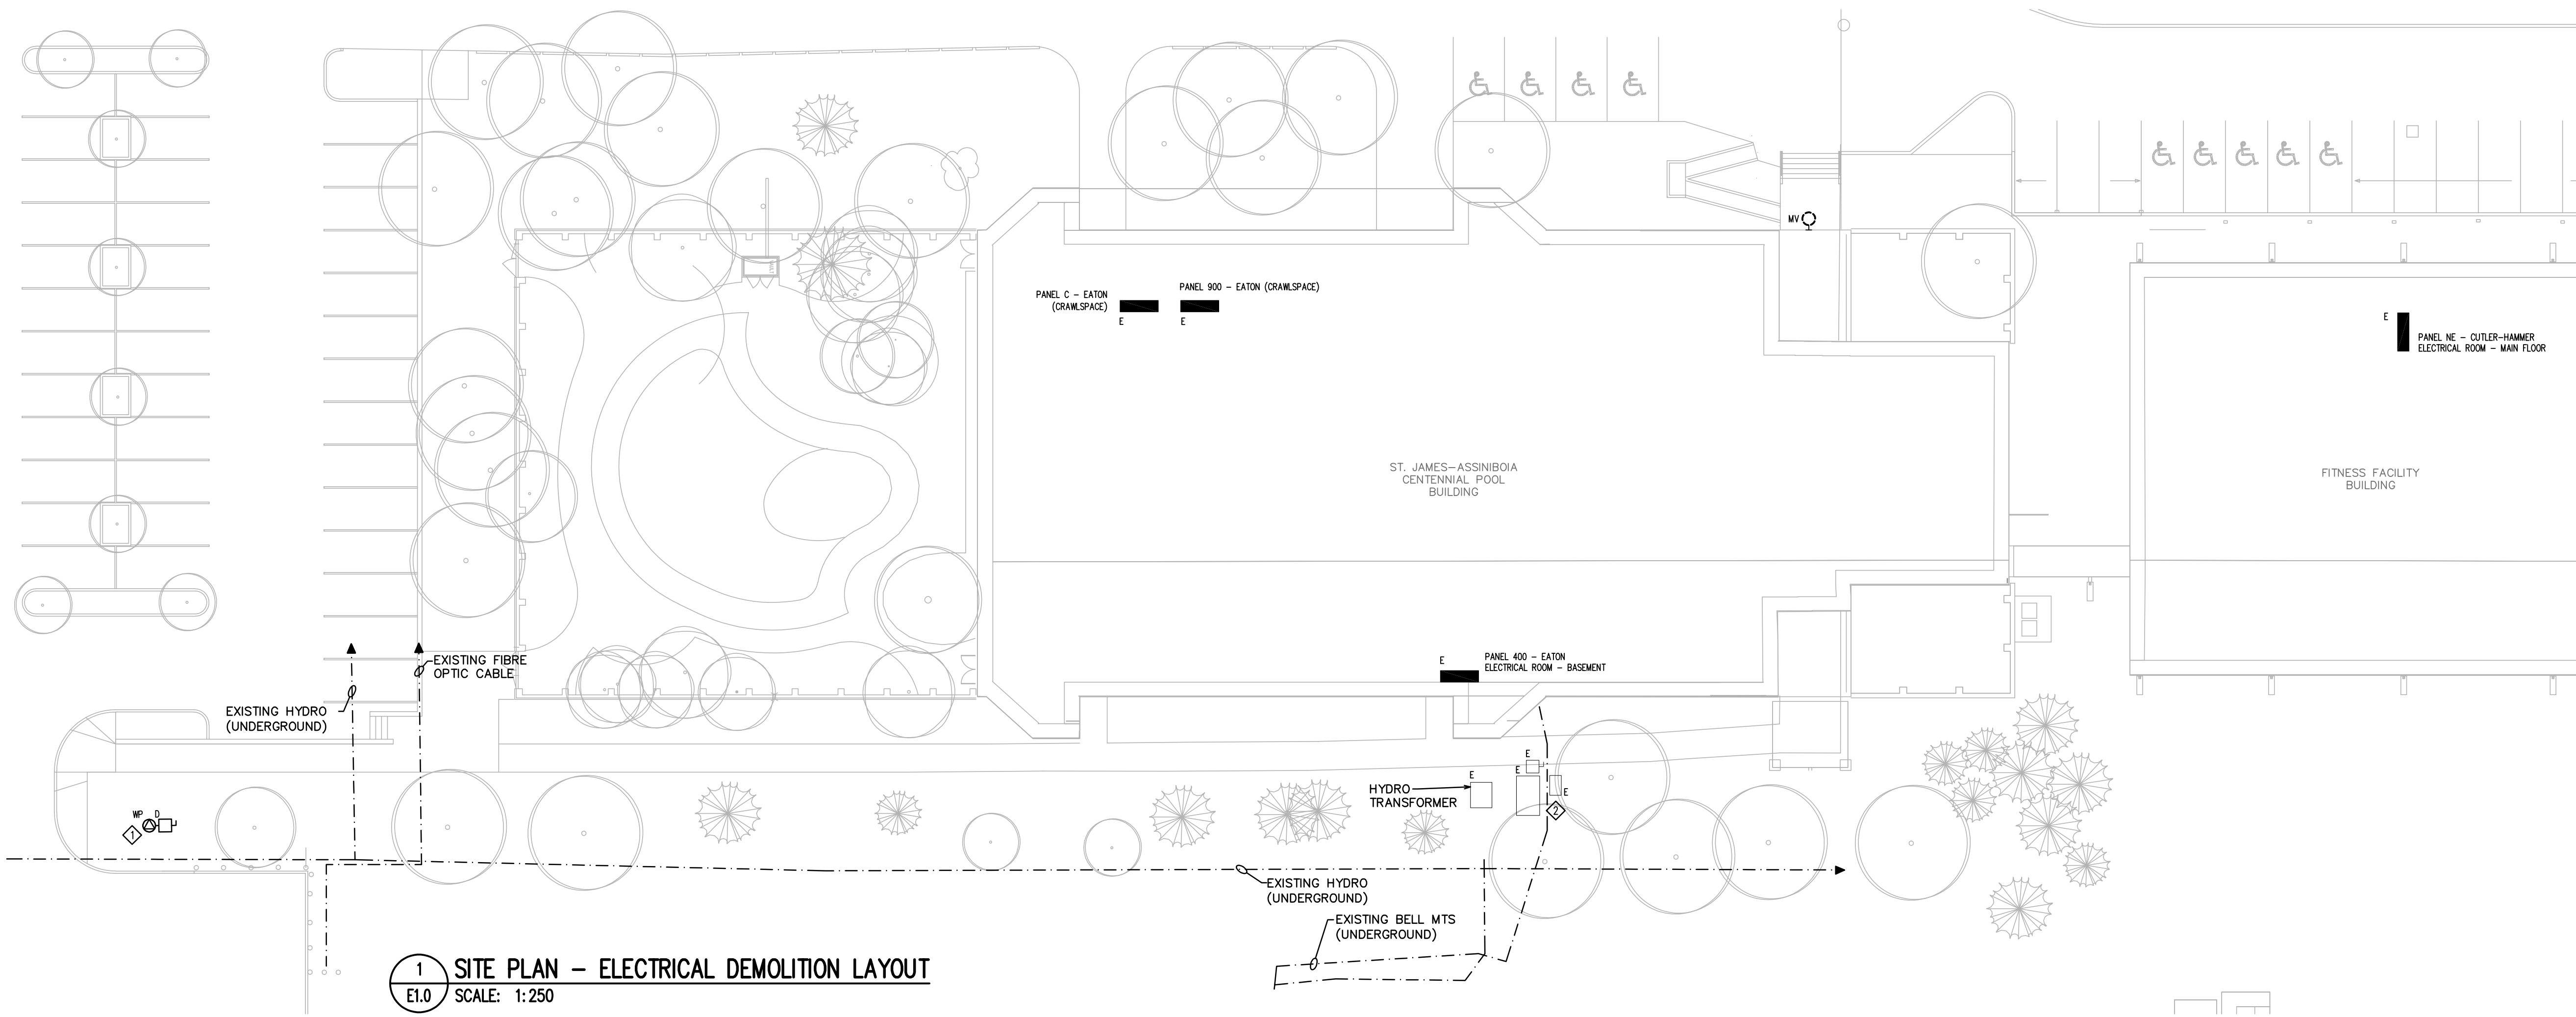 MV
PANEL C - EATON
(CRAWLSPACE)
E
PANEL 900 - EATON (CRAWLSPACE)
E
E
PANEL NE - CUTLER-HAMMER
ELECTRICAL ROOM - MAIN FLOOR
ST. JAMES-ASSINIBOIA
CENTENNIAL POOL
BUILDING
FITNESS FACILITY
BUILDING
E
PANEL 400 - EATON
ELECTRICAL ROOM - BASEMENT
EXISTING FIBRE
OPTIC CABLE
EXISTING HYDRO
(UNDERGROUND)
E
E
E
E
HYDRO
TRANSFORMER
2
WP D
1
EXISTING HYDRO
(UNDERGROUND)
EXISTING BELL MTS
(UNDERGROUND)
1
E1.0
SITE PLAN - ELECTRICAL DEMOLITION LAYOUT
SCALE: 1:250